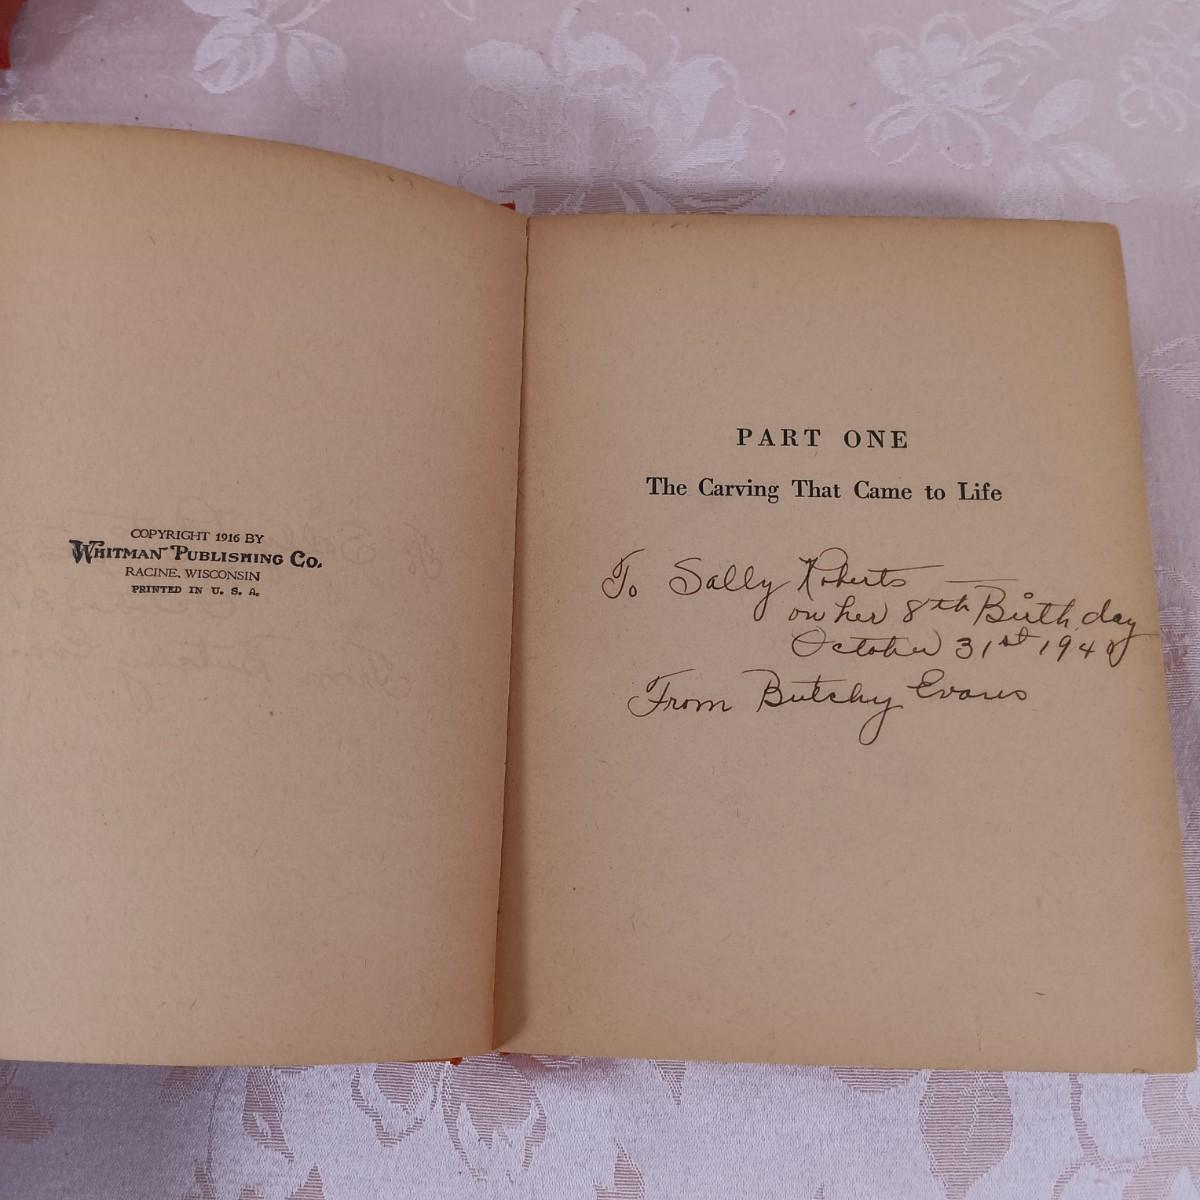 COPYRIGHT 1916 BY
WHITMAN PUBLISHING CO.
RACINE, WISCONSIN
PRINTED IN U. S. A.
PART ONE
The Carving That Came to Life
To Sally Roberts
on her 8th Birthday
October 31st
From Butchy Evans